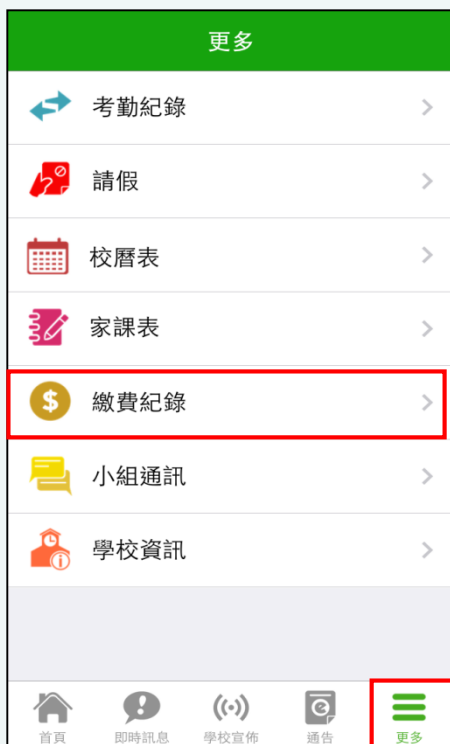 更多
考勤紀錄
請假
校曆表
家課表
$ 繳費紀錄
小組通訊
學校資訊
首頁 即時訊息 學校宣佈 通告 更多